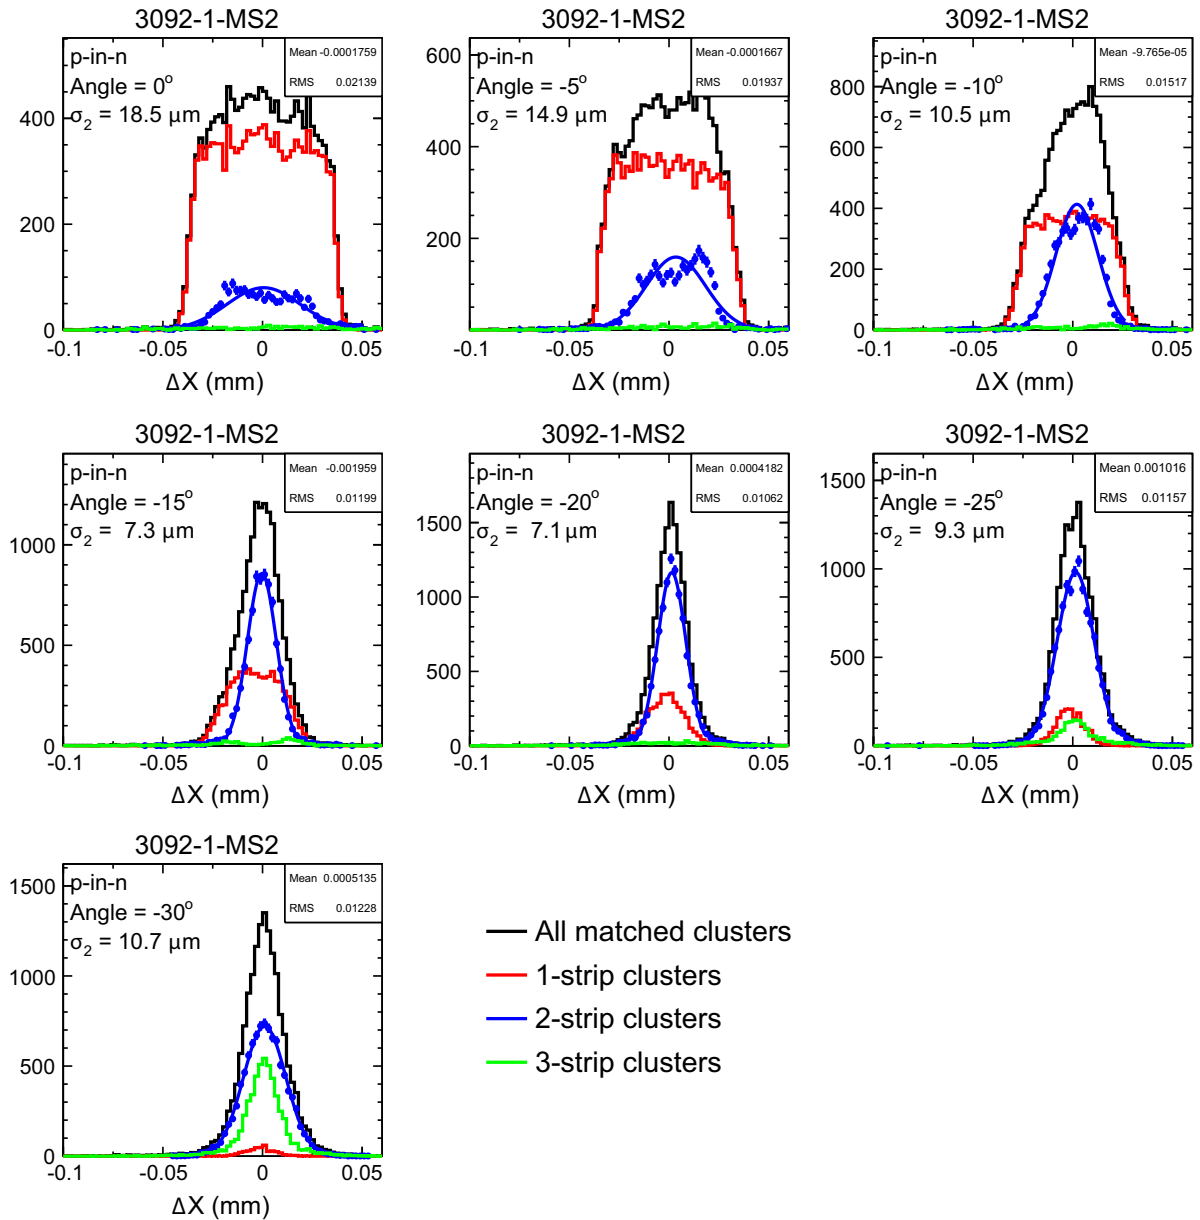 3092-1-MS2
p-in-n
Angle = 0°
σ2 = 18.5 μm
Mean -0.0001759
RMS 0.02139
400
200
0
-0.1 -0.05 0 0.05
ΔX (mm)
3092-1-MS2
p-in-n
Angle = -5°
σ2 = 14.9 μm
Mean -0.0001667
RMS 0.01937
600
400
200
-0.1 -0.05 0 0.05
ΔX (mm)
3092-1-MS2
p-in-n
Angle = -10°
σ2 = 10.5 μm
Mean -9.765e-05
RMS 0.01517
800
600
400
200
0
-0.1 -0.05 0 0.05
ΔX (mm)
3092-1-MS2
p-in-n
Angle = -15°
σ2 = 7.3 μm
Mean -0.001959
RMS 0.01199
1000
500
0
-0.1 -0.05 0 0.05
ΔX (mm)
3092-1-MS2
p-in-n
Angle = -20°
σ2 = 7.1 μm
Mean 0.0004182
RMS 0.01062
1500
1000
500
0
-0.1 -0.05 0 0.05
ΔX (mm)
3092-1-MS2
p-in-n
Angle = -25°
σ2 = 9.3 μm
Mean 0.001016
RMS 0.01157
1500
1000
500
0
-0.1 -0.05 0 0.05
ΔX (mm)
3092-1-MS2
p-in-n
Angle = -30°
σ2 = 10.7 μm
Mean 0.0005135
RMS 0.01228
1500
1000
500
0
-0.1 -0.05 0 0.05
ΔX (mm)
All matched clusters
1-strip clusters
2-strip clusters
3-strip clusters